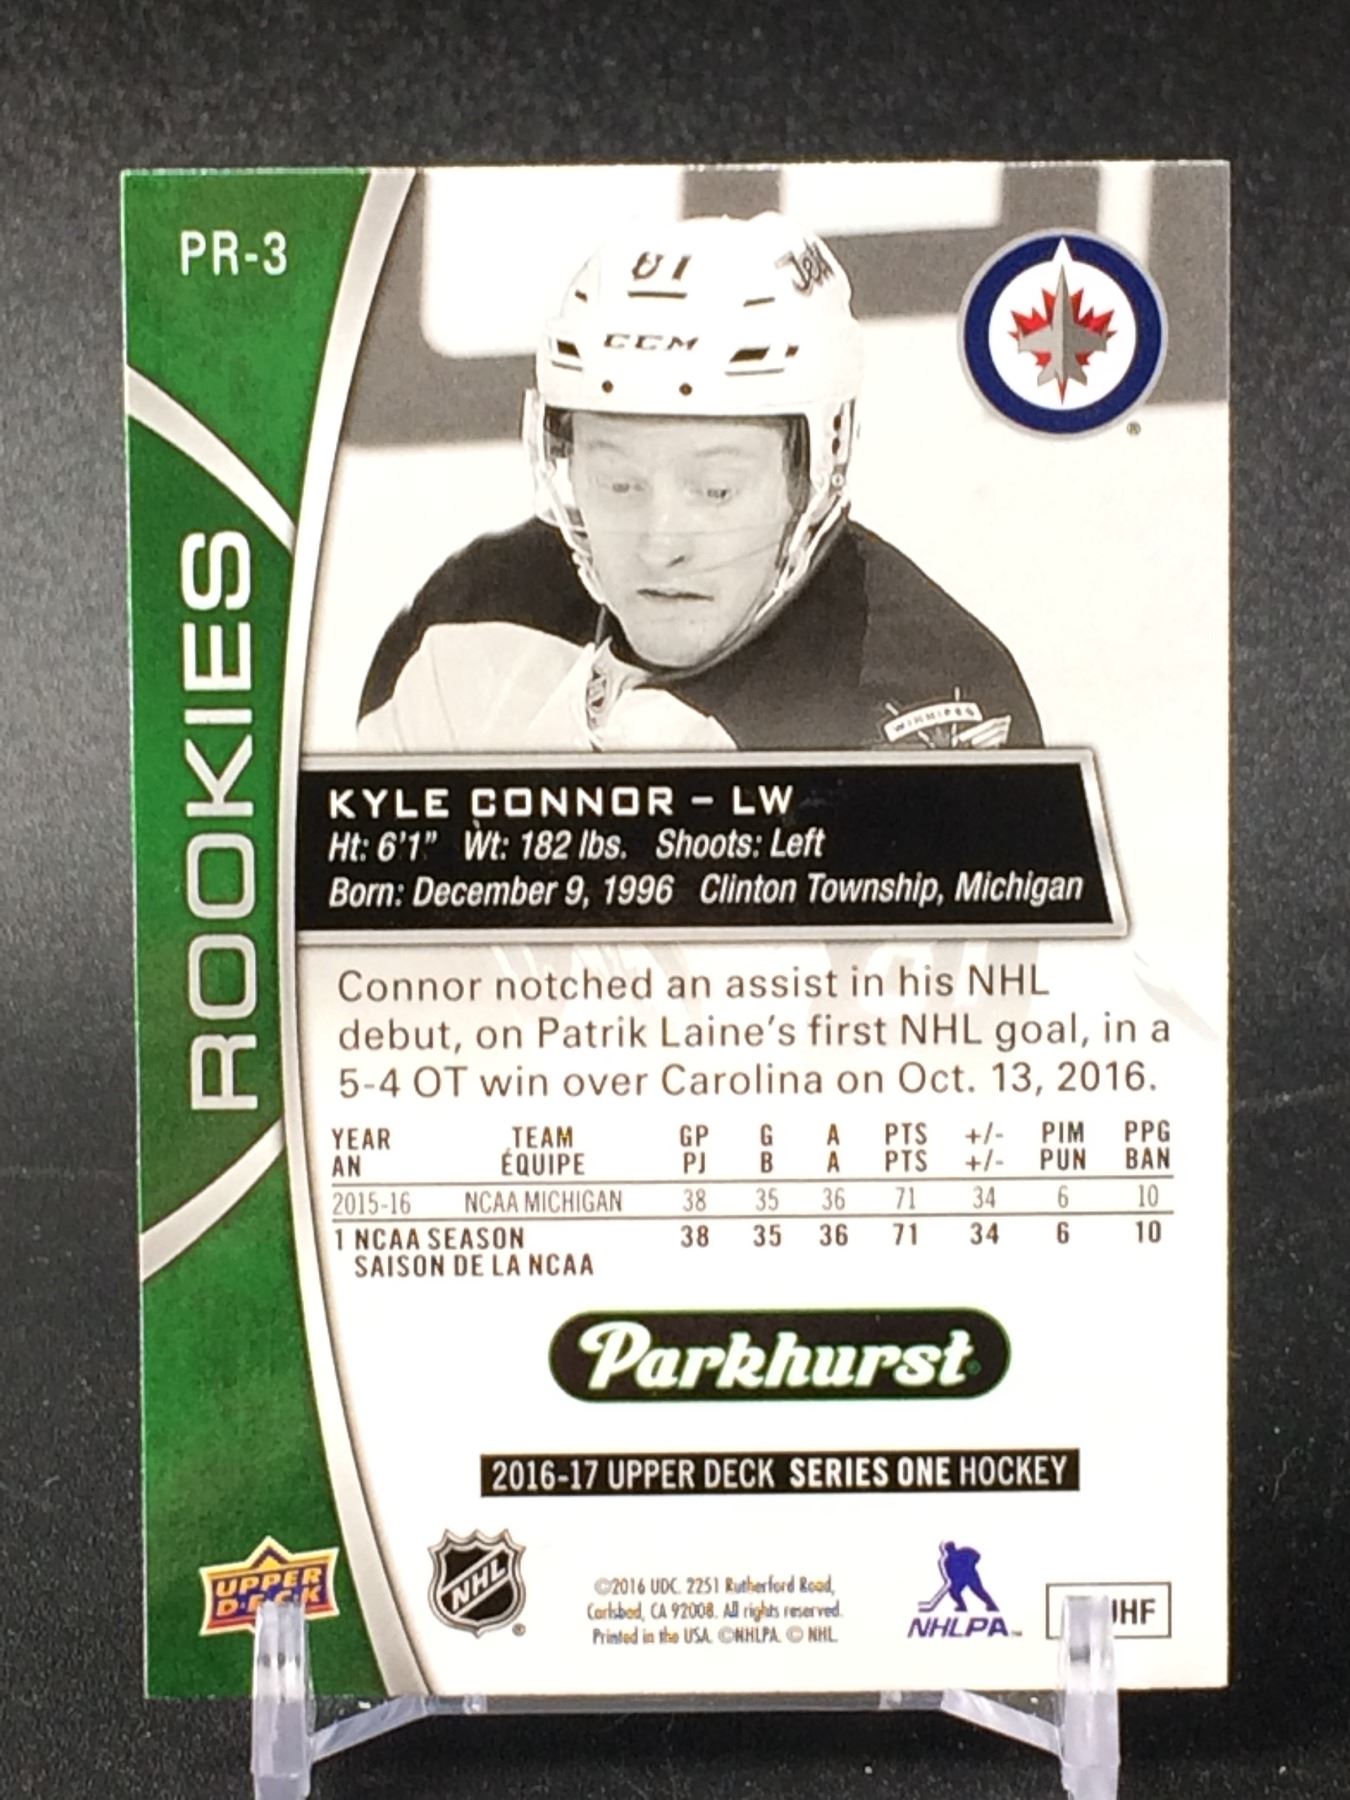 PR-3
ROOKIES
81
Jets
CCM
WINNIPEG
®
KYLE CONNOR – LW
Ht: 6'1" Wt: 182 lbs. Shoots: Left
Born: December 9, 1996 Clinton Township, Michigan
Connor notched an assist in his NHL
debut, on Patrik Laine's first NHL goal, in a
5-4 OT win over Carolina on Oct. 13, 2016.
YEAR TEAM GP G A PTS +/- PIM PPG
AN ÉQUIPE PJ B A PTS +/- PUN BAN
2015-16 NCAA MICHIGAN 38 35 36 71 34 6 10
1 NCAA SEASON 38 35 36 71 34 6 10
SAISON DE LA NCAA
Parkhurst
2016-17 UPPER DECK SERIES ONE HOCKEY
UPPER
DECK
NHL
®
©2016 UDC. 2251 Rutherford Road,
Carlsbad, CA 92008. All rights reserved.
Printed in the USA. ©NHLPA. © NHL.
NHLPA™
JHF